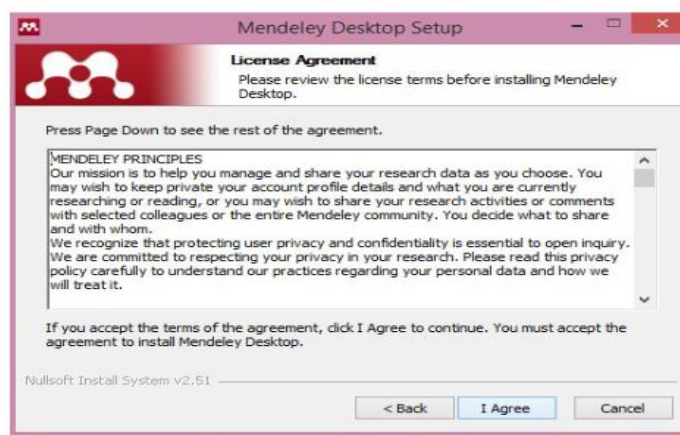 Mendeley Desktop Setup
License Agreement
Please review the license terms before installing Mendeley
Desktop.
Press Page Down to see the rest of the agreement.
MENDELEY PRINCIPLES
Our mission is to help you manage and share your research data as you choose. You
may wish to keep private your account profile details and what you are currently
researching or reading, or you may wish to share your research activities or comments
with selected colleagues or the entire Mendeley community. You decide what to share
and with whom.
We recognize that protecting user privacy and confidentiality is essential to open inquiry.
We are committed to respecting your privacy in your research. Please read this privacy
policy carefully to understand our practices regarding your personal data and how we
will treat it.
If you accept the terms of the agreement, click I Agree to continue. You must accept the
agreement to install Mendeley Desktop.
Nullsoft Install System v2.51
< Back I Agree Cancel